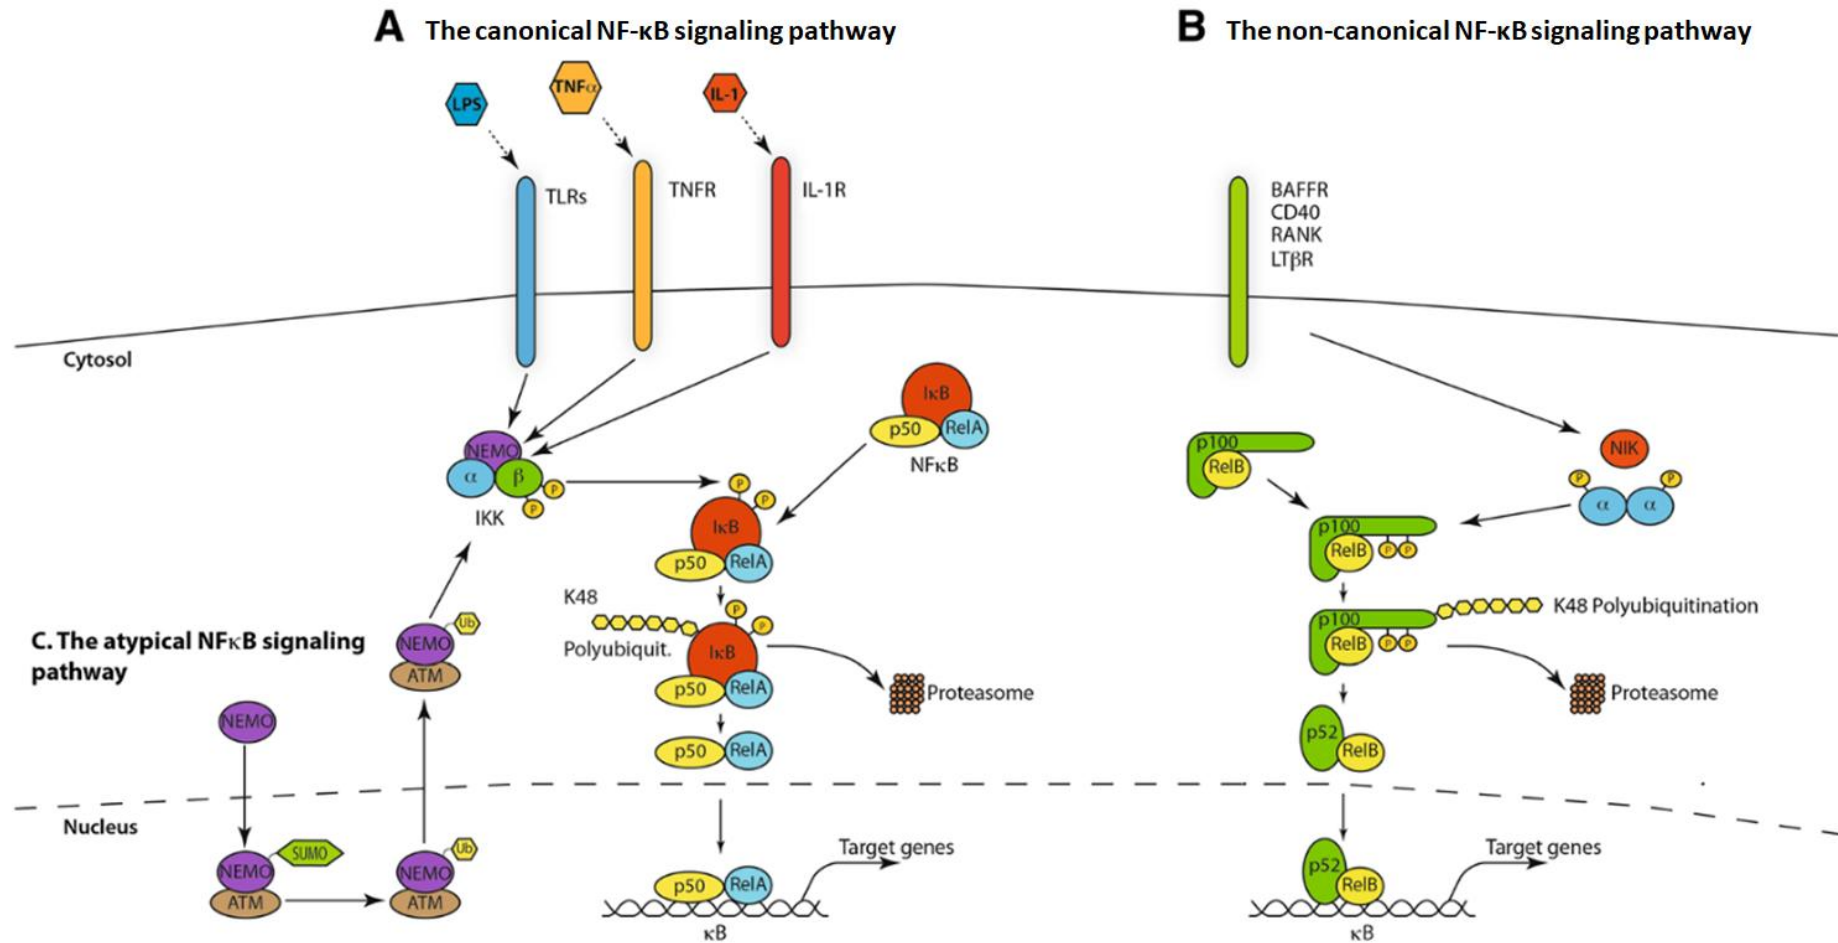 A The canonical NF-κB signaling pathway
B The non-canonical NF-κB signaling pathway
LPS
TNFα
IL-1
TLRs
TNFR
IL-1R
BAFFR
CD40
RANK
LTβR
Cytosol
IκB
p50
RelA
NFκB
NEMO
α
β
P
P
IKK
P
P
IκB
p50
RelA
K48
Polyubiquit.
P
P
IκB
p50
RelA
Proteasome
p50
RelA
p50
RelA
κB
Target genes
p100
RelB
NIK
P
P
α
α
p100
RelB
P
P
p100
RelB
P
P
K48 Polyubiquitination
Proteasome
p52
RelB
p52
RelB
κB
Target genes
C. The atypical NFκB signaling
pathway
NEMO
NEMO
Ub
ATM
Nucleus
NEMO
SUMO
ATM
NEMO
Ub
ATM